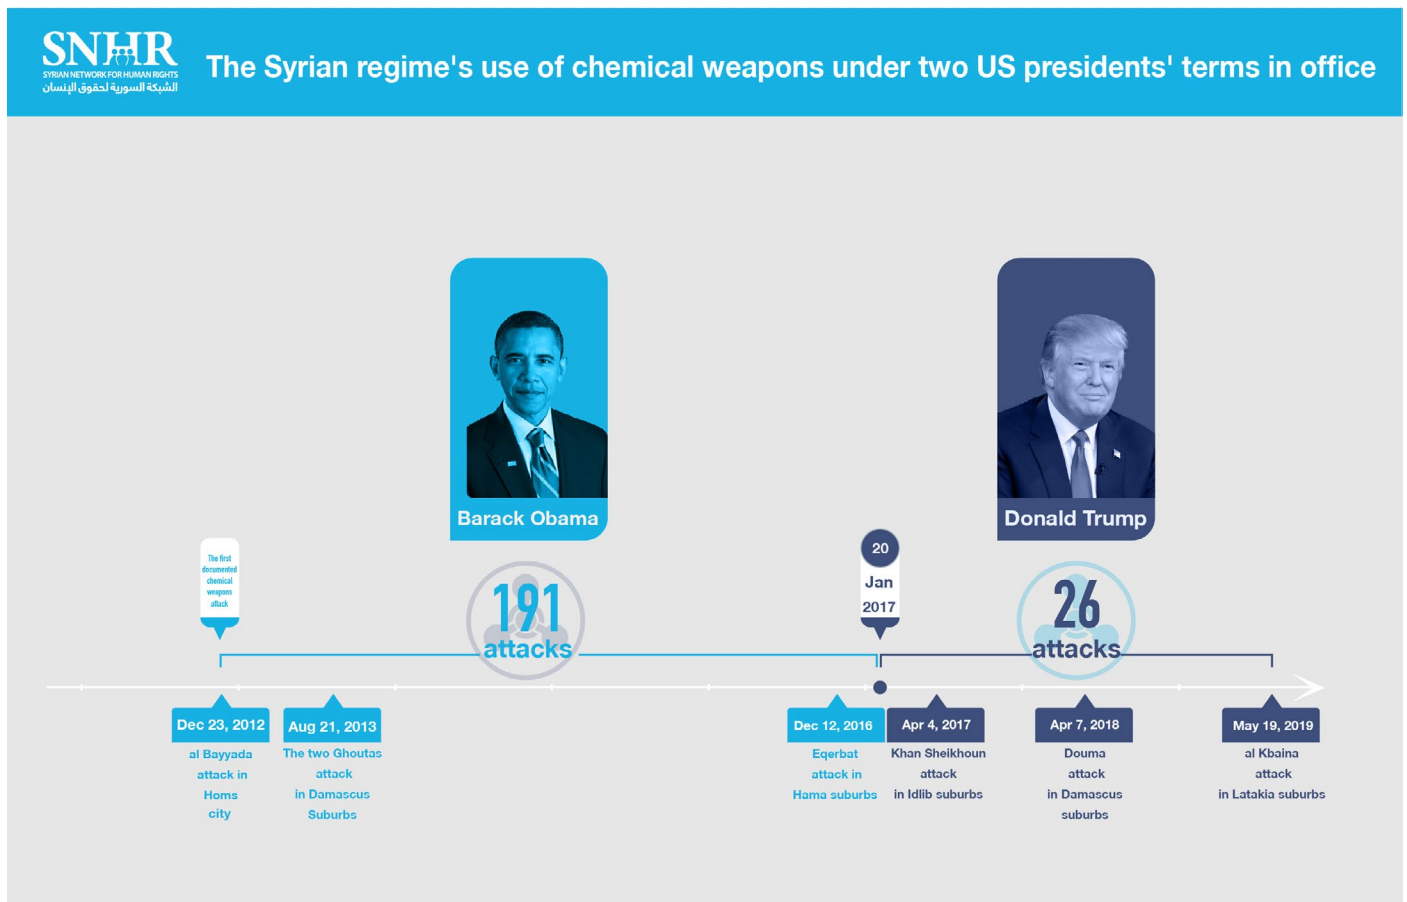 SNHR
SYRIAN NETWORK FOR HUMAN RIGHTS
الشبكة السورية لحقوق الإنسان
The Syrian regime's use of chemical weapons under two US presidents' terms in office
Barack Obama
Donald Trump
The first
documented
chemical
weapons
attack
191
attacks
20
Jan
2017
26
attacks
Dec 23, 2012
al Bayyada
attack in
Homs
city
Aug 21, 2013
The two Ghoutas
attack
in Damascus
Suburbs
Dec 12, 2016
Eqerbat
attack in
Hama suburbs
Apr 4, 2017
Khan Sheikhoun
attack
in Idlib suburbs
Apr 7, 2018
Douma
attack
in Damascus
suburbs
May 19, 2019
al Kbaina
attack
in Latakia suburbs